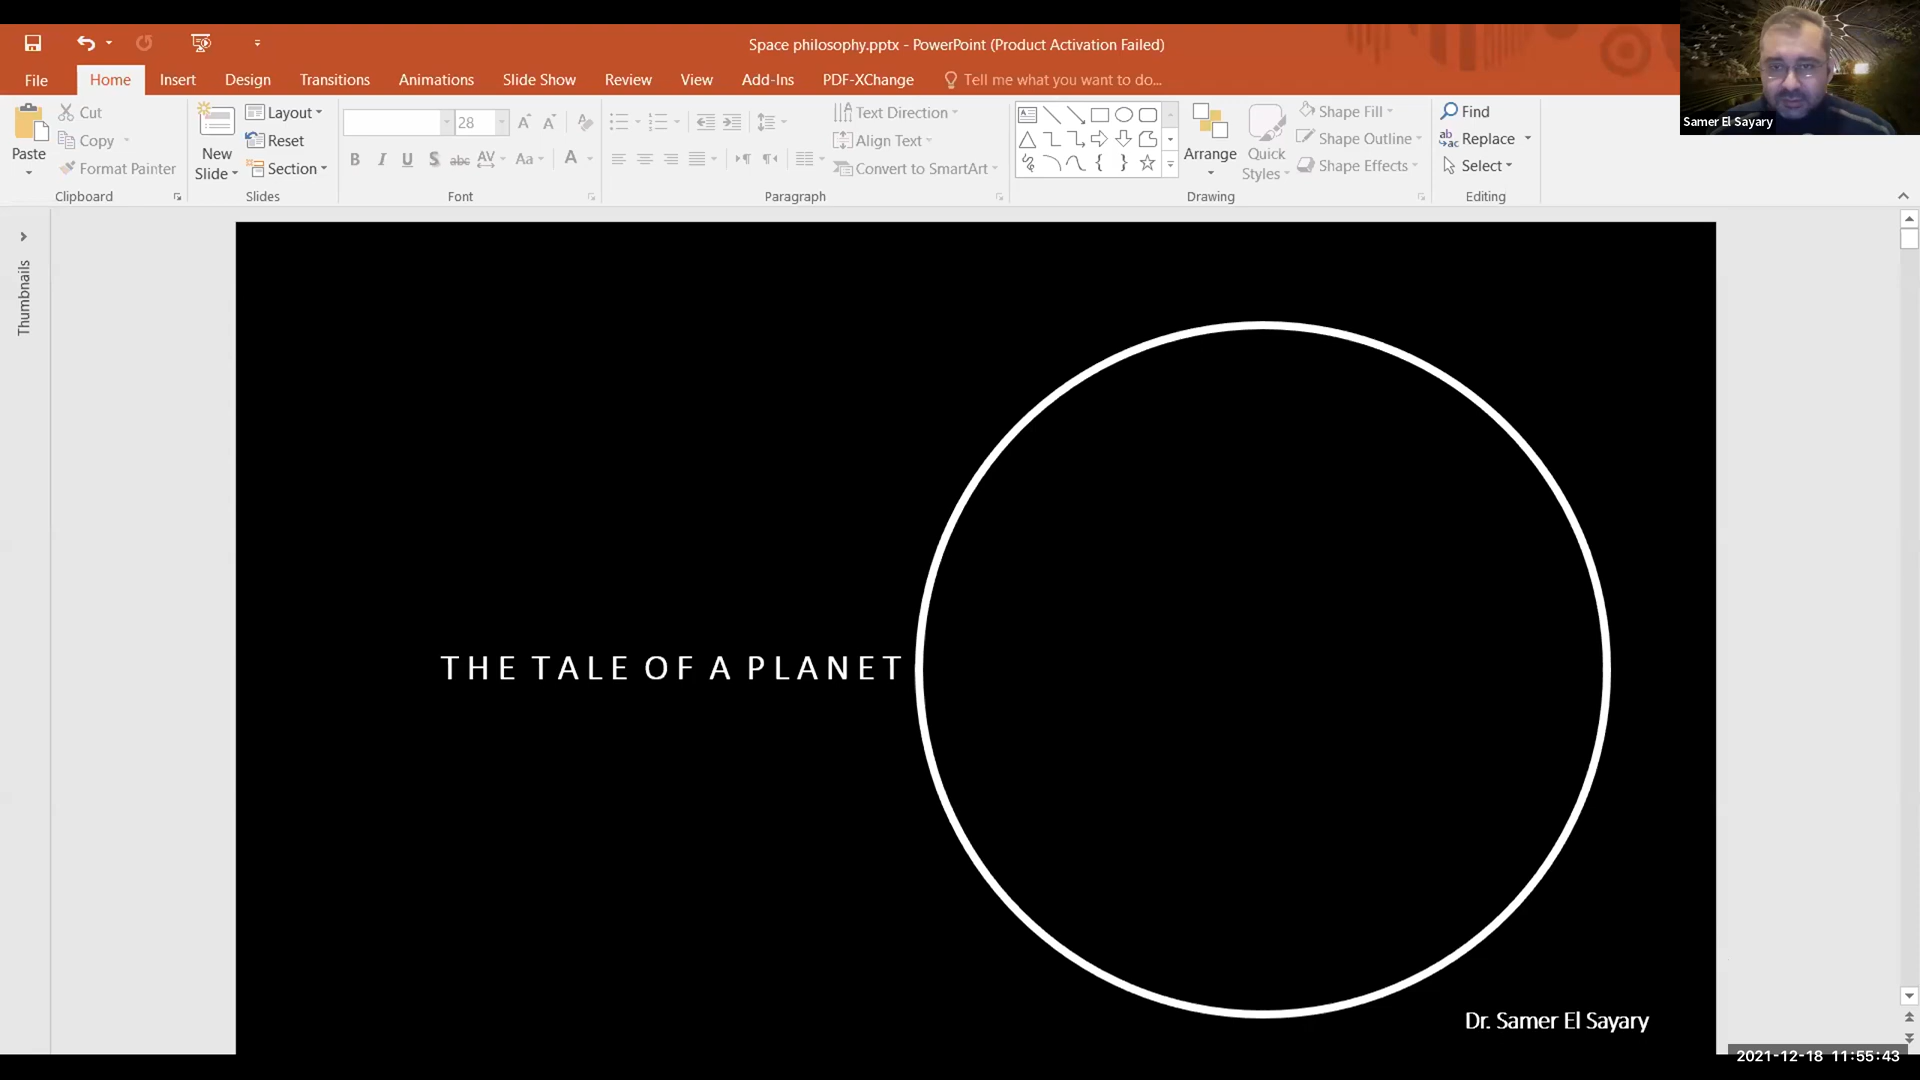 Space philosophy.pptx - PowerPoint (Product Activation Failed)
File Home Insert Design Transitions Animations Slide Show Review View Add-Ins PDF-XChange Tell me what you want to do...
Paste
Cut
Copy
Format Painter
Clipboard
New Slide
Layout
Reset
Section
Slides
28
B I U S abc AV Aa A
Font
Text Direction
Align Text
Convert to SmartArt
Paragraph
Arrange
Quick Styles
Shape Fill
Shape Outline
Shape Effects
Drawing
Find
Replace
Select
Editing
Samer El Sayary
Thumbnails
THE TALE OF A PLANET
Dr. Samer El Sayary
2021-12-18 11:55:43